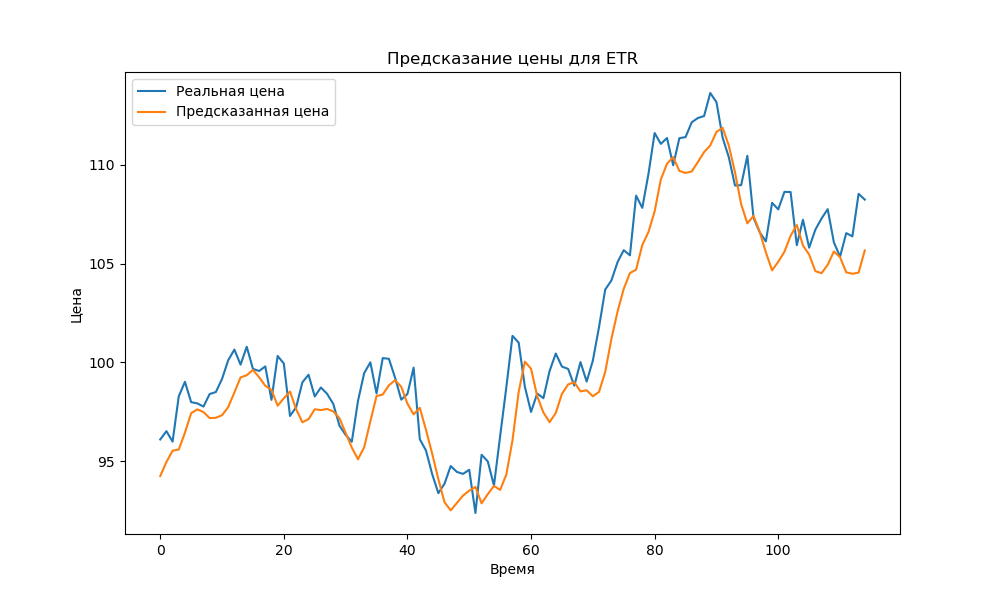 Предсказание цены для ETR
Реальная цена
Предсказанная цена
Цена
110
105
100
95
0 20 40 60 80 100
Время